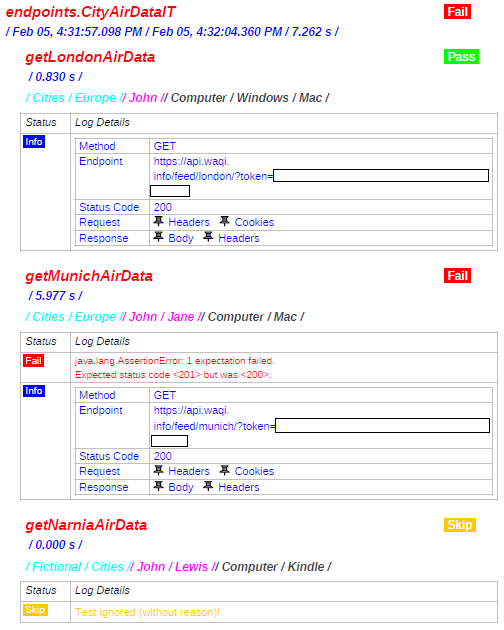 endpoints.CityAirDataIT Fail
/ Feb 05, 4:31:57.098 PM / Feb 05, 4:32:04.360 PM / 7.262 s /
getLondonAirData Pass
/ 0.830 s /
/ Cities / Europe // John // Computer / Windows / Mac /
Status Log Details
Info Method GET
Endpoint https://api.waqi.
info/feed/london/?token=
Status Code 200
Request Headers Cookies
Response Body Headers
getMunichAirData Fail
/ 5.977 s /
/ Cities / Europe // John / Jane // Computer / Mac /
Status Log Details
Fail java.lang.AssertionError: 1 expectation failed.
Expected status code <201> but was <200>.
Info Method GET
Endpoint https://api.waqi.
info/feed/munich/?token=
Status Code 200
Request Headers Cookies
Response Body Headers
getNarniaAirData Skip
/ 0.000 s /
/ Fictional / Cities // John / Lewis // Computer / Kindle /
Status Log Details
Skip Test ignored (without reason)!